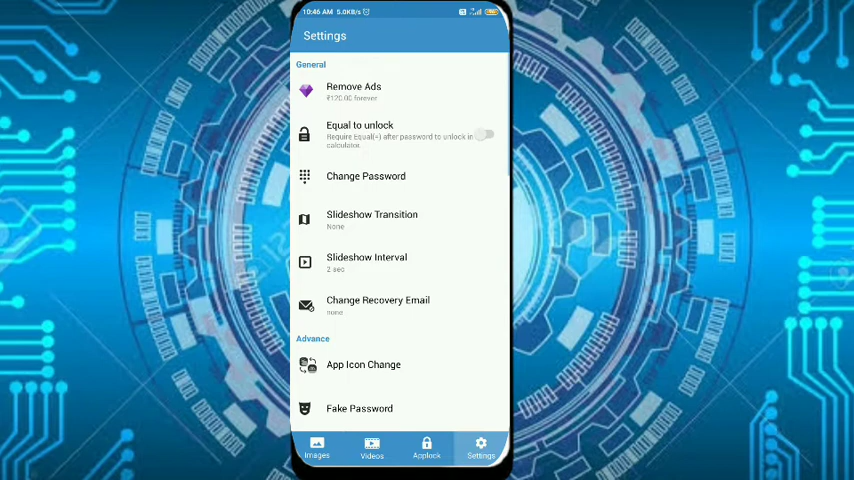 10:46 AM 5.0KB/s
Settings
General
Remove Ads
₹120.00 forever
Equal to unlock
Require Equal(=) after password to unlock in
calculator.
Change Password
Slideshow Transition
None
Slideshow Interval
2 sec
Change Recovery Email
none
Advance
App Icon Change
Fake Password
Images
Videos
Applock
Settings